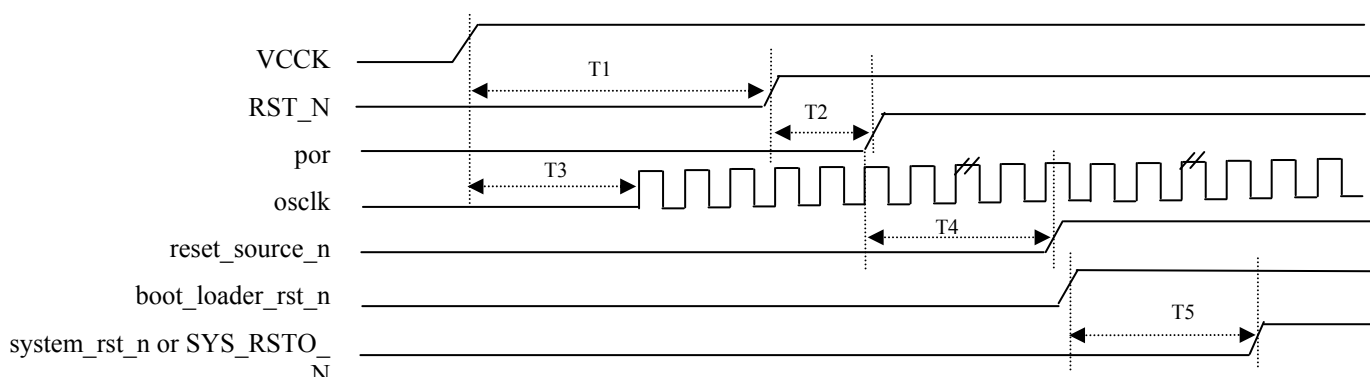 VCCK
T1
RST_N
T2
por
T3
osclk
T4
reset_source_n
boot_loader_rst_n
T5
system_rst_n or SYS_RSTO_
N